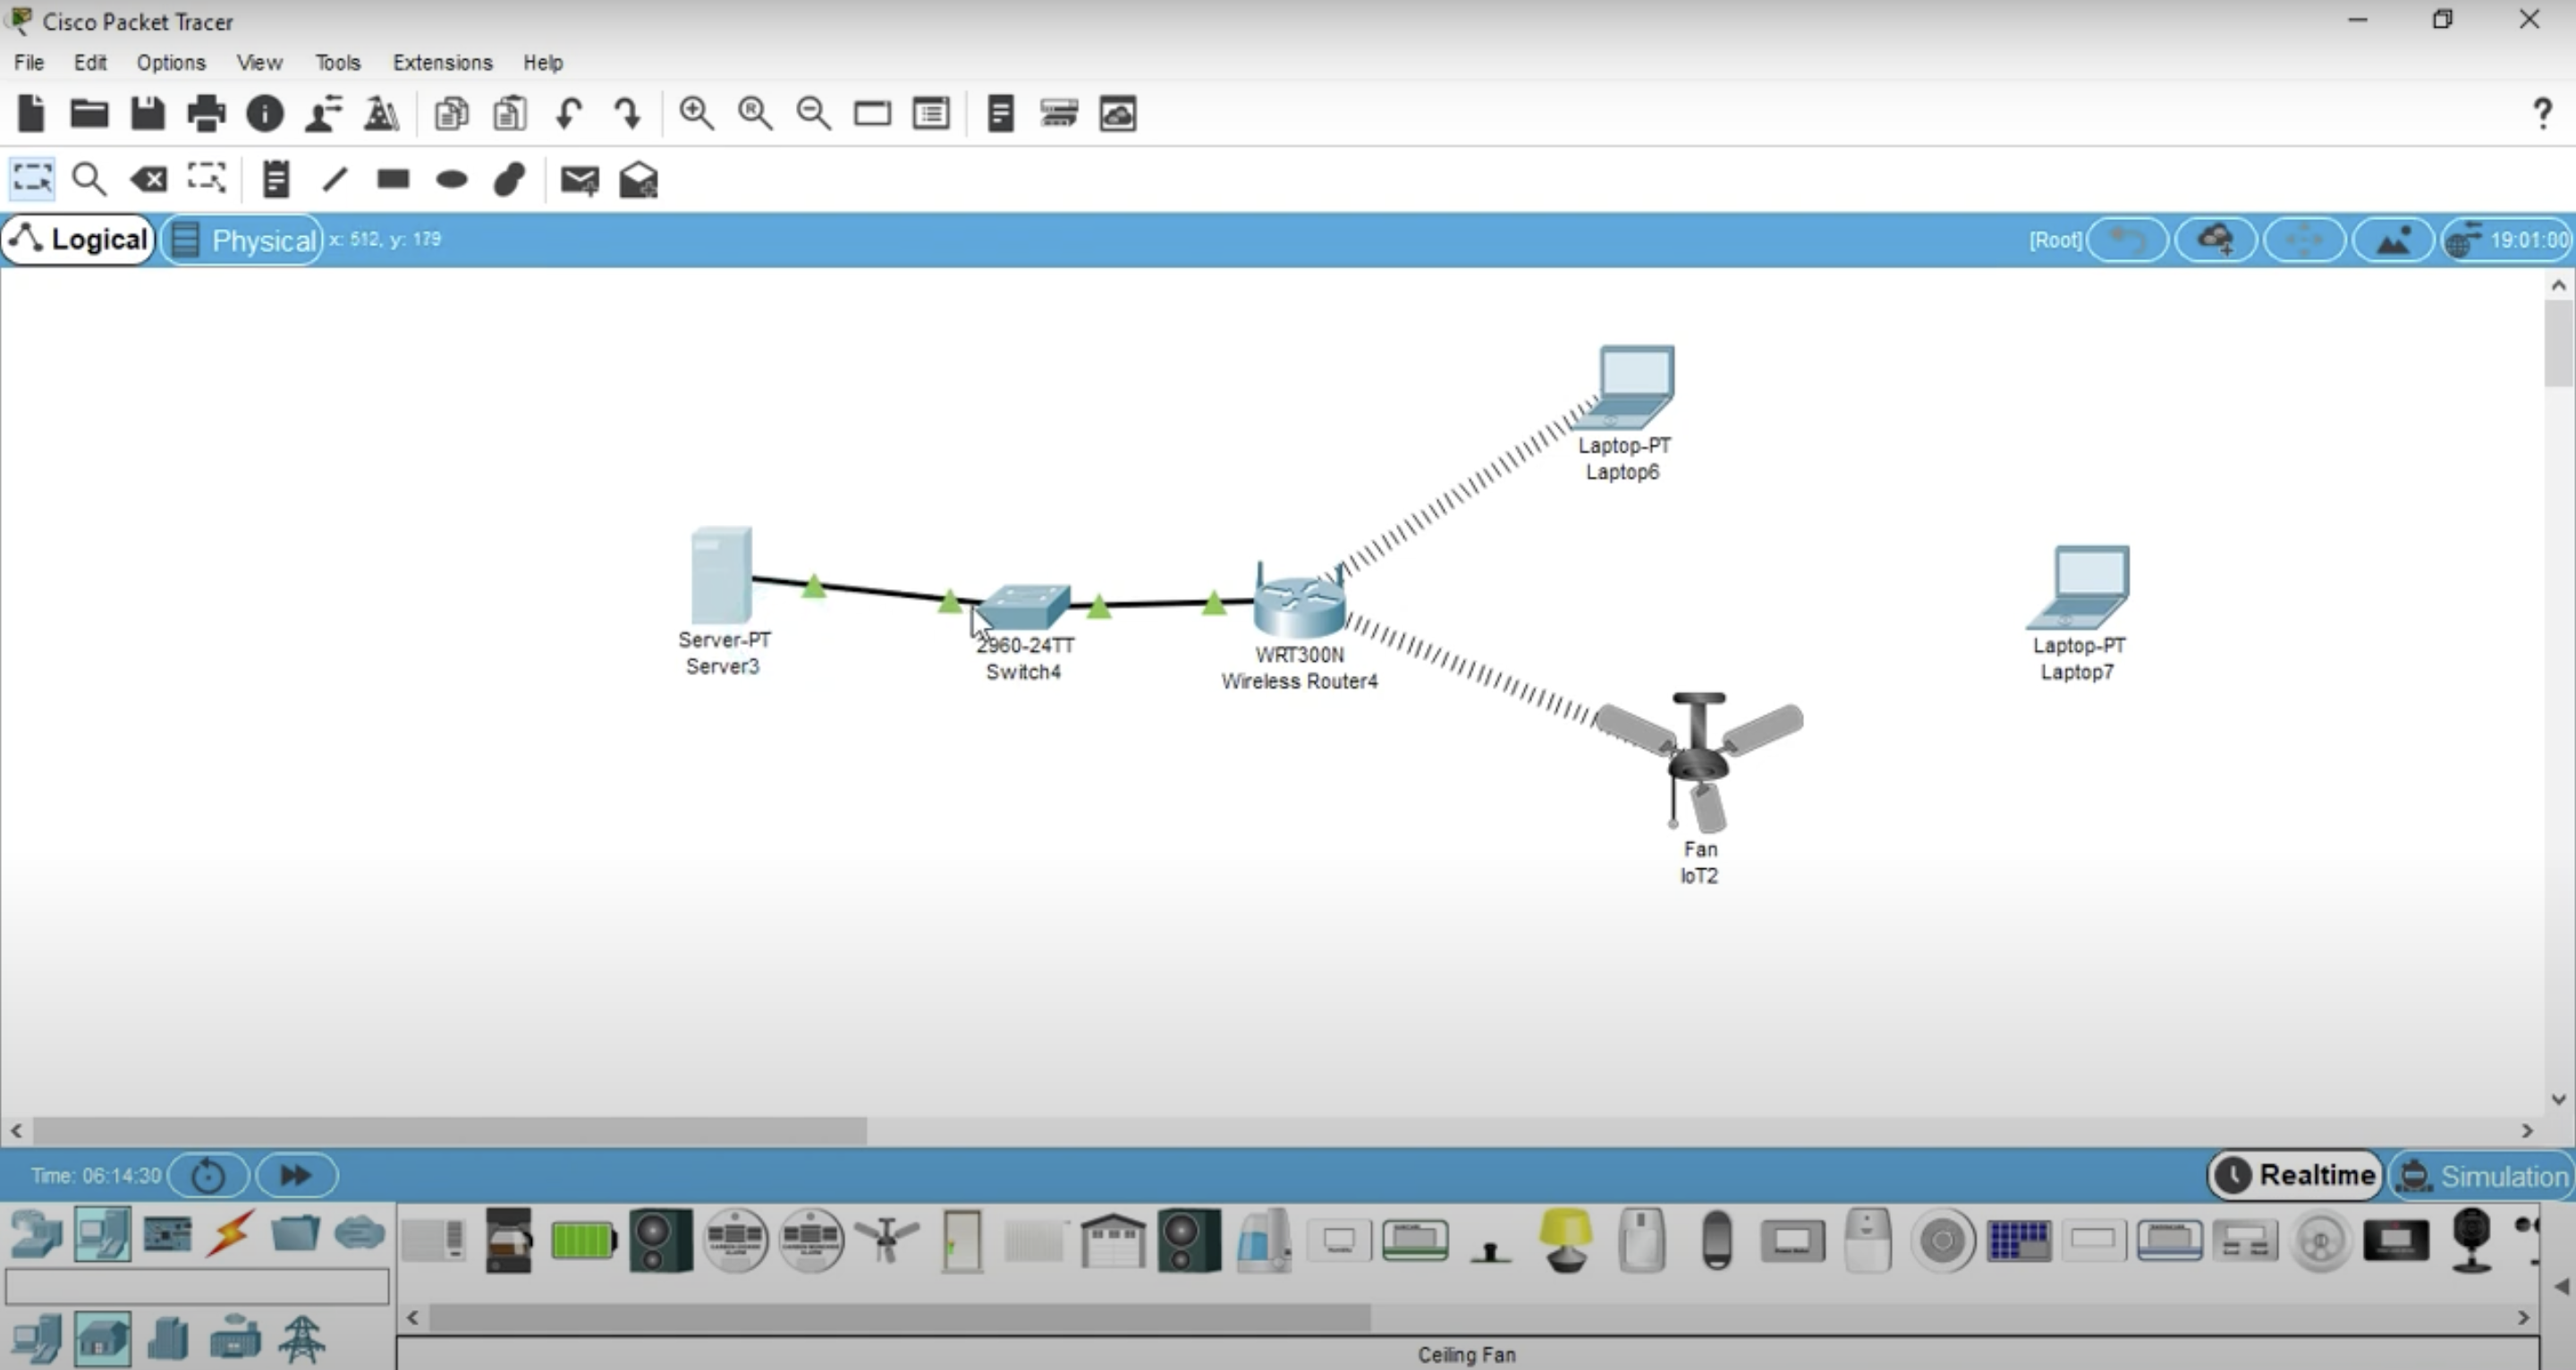 Cisco Packet Tracer
File Edit Options View Tools Extensions Help
?
Logical Physical x: 512, y: 179 [Root] 19:01:00
Laptop-PT
Laptop6
Server-PT
Server3
2960-24TT
Switch4
WRT300N
Wireless Router4
Laptop-PT
Laptop7
Fan
IoT2
Time: 06:14:30 Realtime Simulation
Ceiling Fan